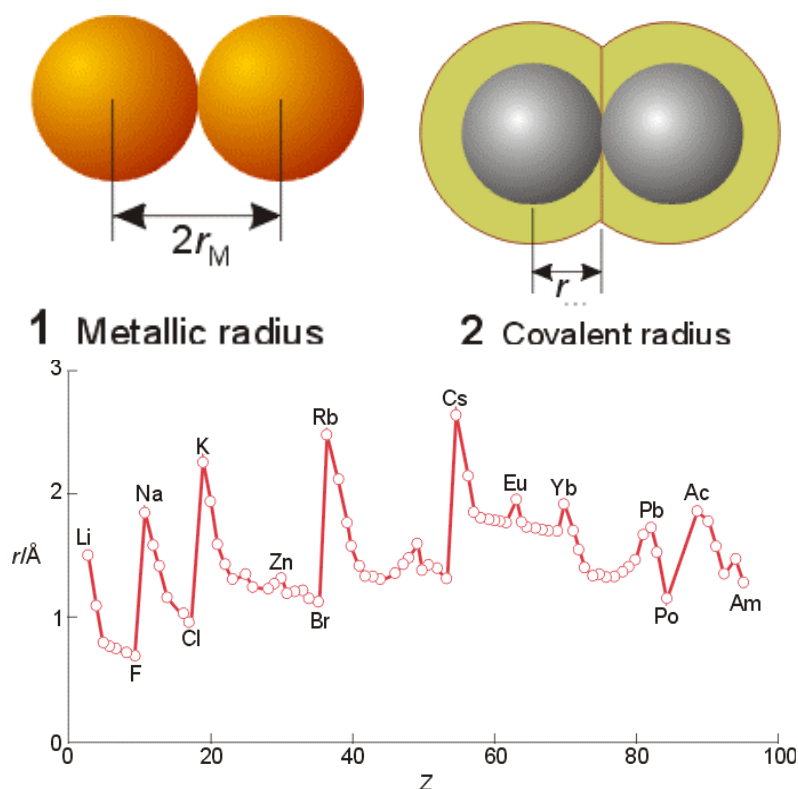 2rM
r...
1 Metallic radius
2 Covalent radius
3
2
1
0
r/Å
Li
F
Na
Cl
K
Zn
Br
Rb
Cs
Eu
Yb
Pb
Po
Ac
Am
0 20 40 60 80 100
Z